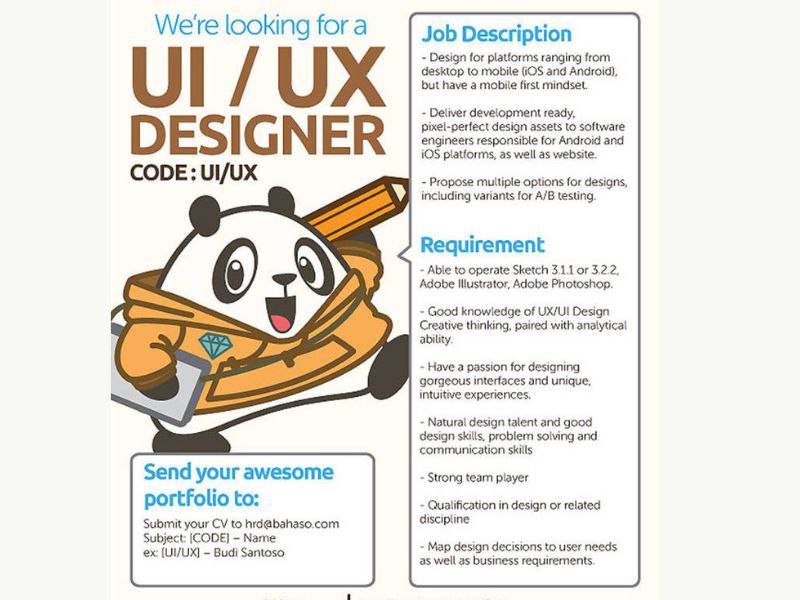 We're looking for a
UI / UX
DESIGNER
CODE : UI/UX
Job Description
- Design for platforms ranging from
desktop to mobile (iOS and Android),
but have a mobile first mindset.
- Deliver development ready,
pixel-perfect design assets to software
engineers responsible for Android and
iOS platforms, as well as website.
- Propose multiple options for designs,
including variants for A/B testing.
Requirement
- Able to operate Sketch 3.1.1 or 3.2.2,
Adobe Illustrator, Adobe Photoshop.
- Good knowledge of UX/UI Design
Creative thinking, paired with analytical
ability.
- Have a passion for designing
gorgeous interfaces and unique,
intuitive experiences.
- Natural design talent and good
design skills, problem solving and
communication skills
- Strong team player
- Qualification in design or related
discipline
- Map design decisions to user needs
as well as business requirements.
Send your awesome
portfolio to:
Submit your CV to hrd@bahaso.com
Subject: [CODE] – Name
ex: [UI/UX] – Budi Santoso